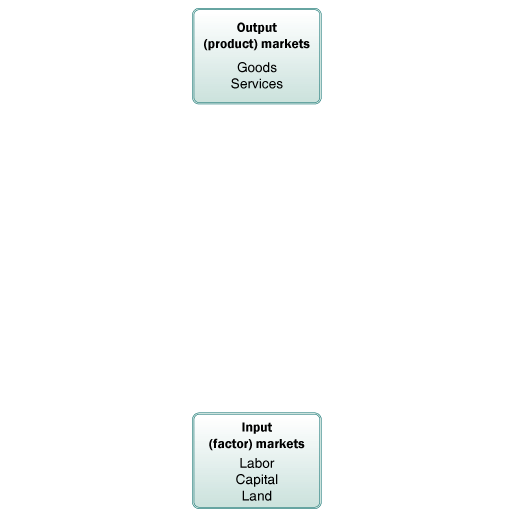 Output
(product) markets
Goods
Services
Input
(factor) markets
Labor
Capital
Land